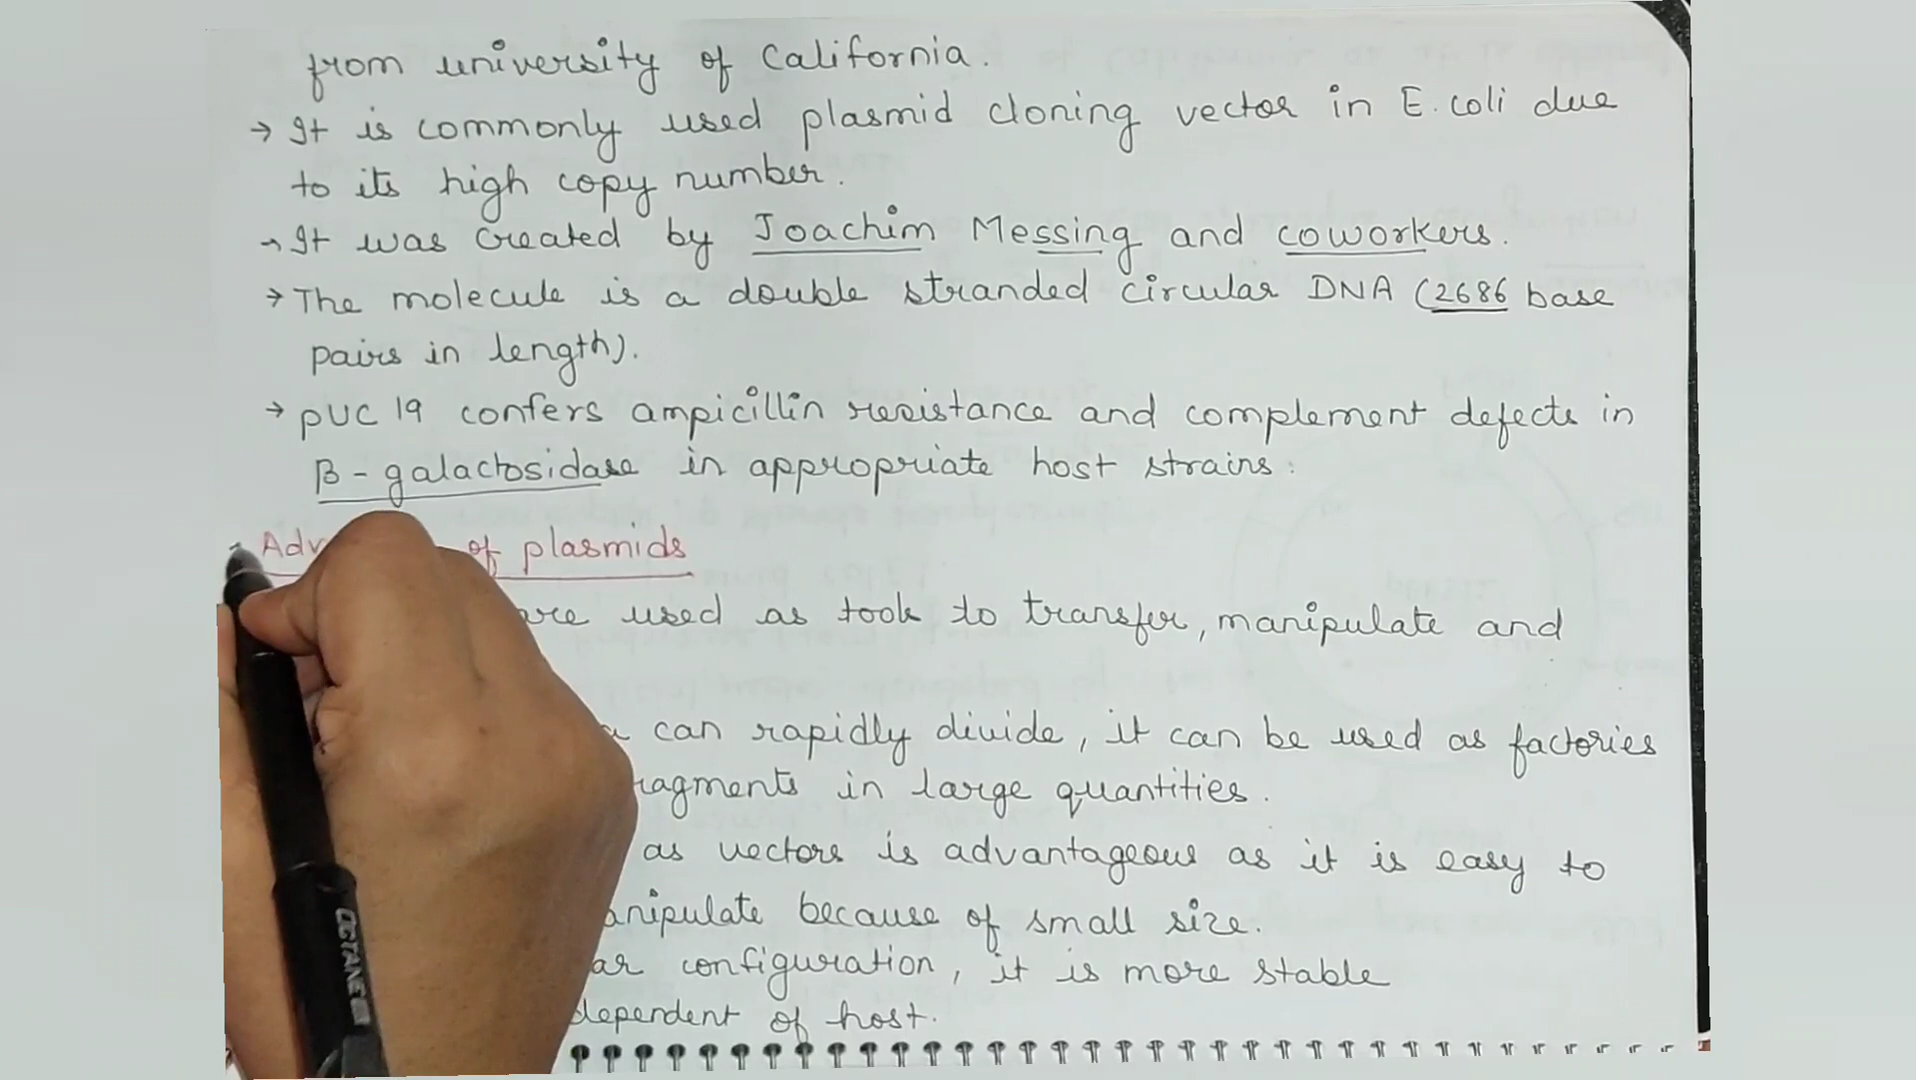 from university of California.
→ It is commonly used plasmid cloning vector in E. coli due
to its high copy number.
→ It was created by Joachim Messing and coworkers.
→ The molecule is a double stranded circular DNA (2686 base
pairs in length).
→ pUC 19 confers ampicillin resistance and complement defects in
β - galactosidase in appropriate host strains.
Adv of plasmids
are used as tools to transfer, manipulate and
can rapidly divide, it can be used as factories
ragments in large quantities.
as vectors is advantageous as it is easy to
anipulate because of small size.
ar configuration, it is more stable
dependent of host.
OCTANE